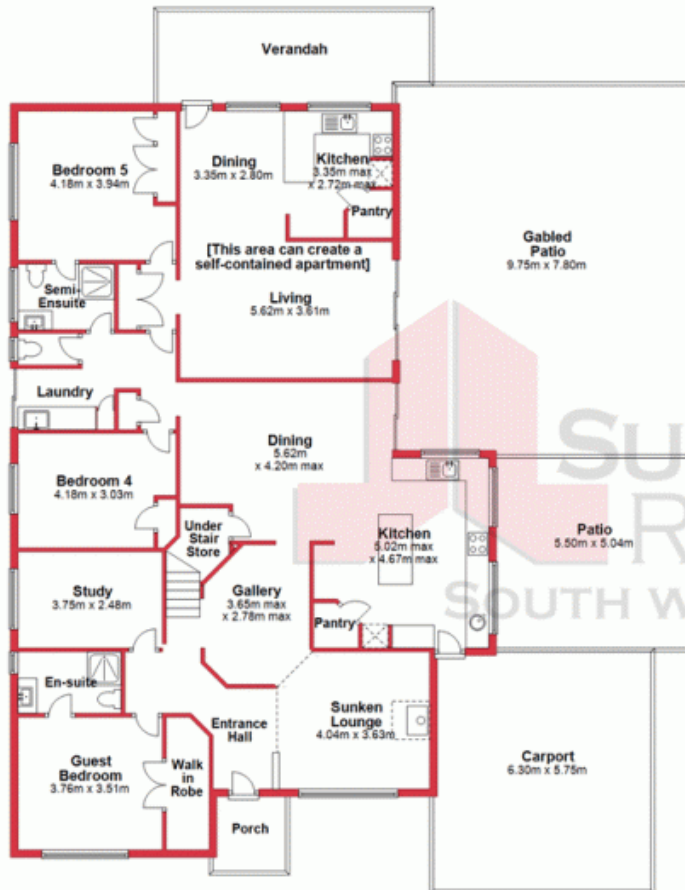 Verandah
Bedroom 5
4.18m x 3.94m
Dining
3.35m x 2.80m
Kitchen
3.35m max
x 2.72m max
Pantry
Gabled
Patio
9.75m x 7.80m
[This area can create a
self-contained apartment]
Semi-
Ensuite
Living
5.62m x 3.61m
Laundry
Dining
5.62m
x 4.20m max
Bedroom 4
4.18m x 3.03m
Under
Stair
Store
Kitchen
5.02m max
x 4.67m max
Patio
5.50m x 5.04m
Study
3.75m x 2.48m
Gallery
3.65m max
x 2.78m max
Pantry
En-suite
Entrance
Hall
Sunken
Lounge
4.04m x 3.63m
Guest
Bedroom
3.76m x 3.51m
Walk
in
Robe
Carport
6.30m x 5.75m
Porch
SU
R
SOUTH W